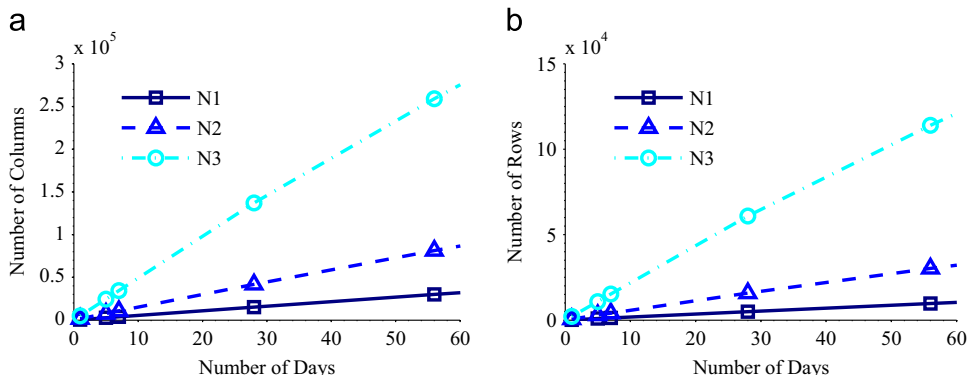 a
x 10^5
Number of Columns
3
2.5
2
1.5
1
0.5
0
N1
N2
N3
0 10 20 30 40 50 60
Number of Days
b
x 10^4
Number of Rows
15
10
5
0
N1
N2
N3
0 10 20 30 40 50 60
Number of Days